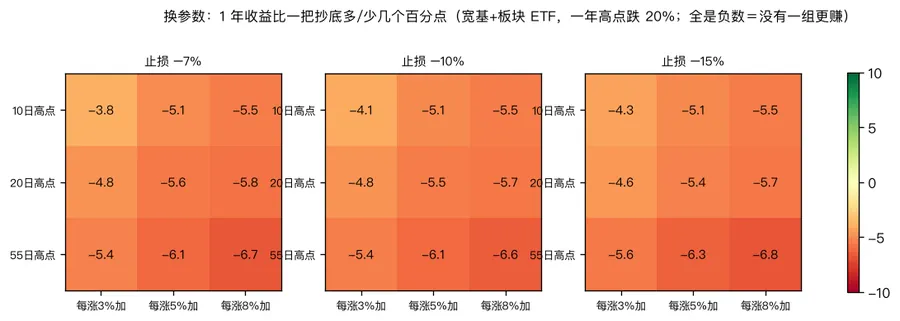 换参数：1 年收益比一把抄底多/少几个百分点（宽基+板块 ETF，一年高点跌 20%；全是负数＝没有一组更赚）
止损 −7%
10日高点 −3.8 −5.1 −5.5
20日高点 −4.8 −5.6 −5.8
55日高点 −5.4 −6.1 −6.7
每涨3%加 每涨5%加 每涨8%加
止损 −10%
10日高点 −4.1 −5.1 −5.5
20日高点 −4.8 −5.5 −5.7
55日高点 −5.4 −6.1 −6.6
每涨3%加 每涨5%加 每涨8%加
止损 −15%
10日高点 −4.3 −5.1 −5.5
20日高点 −4.6 −5.4 −5.7
55日高点 −5.6 −6.3 −6.8
每涨3%加 每涨5%加 每涨8%加
10
5
0
−5
−10